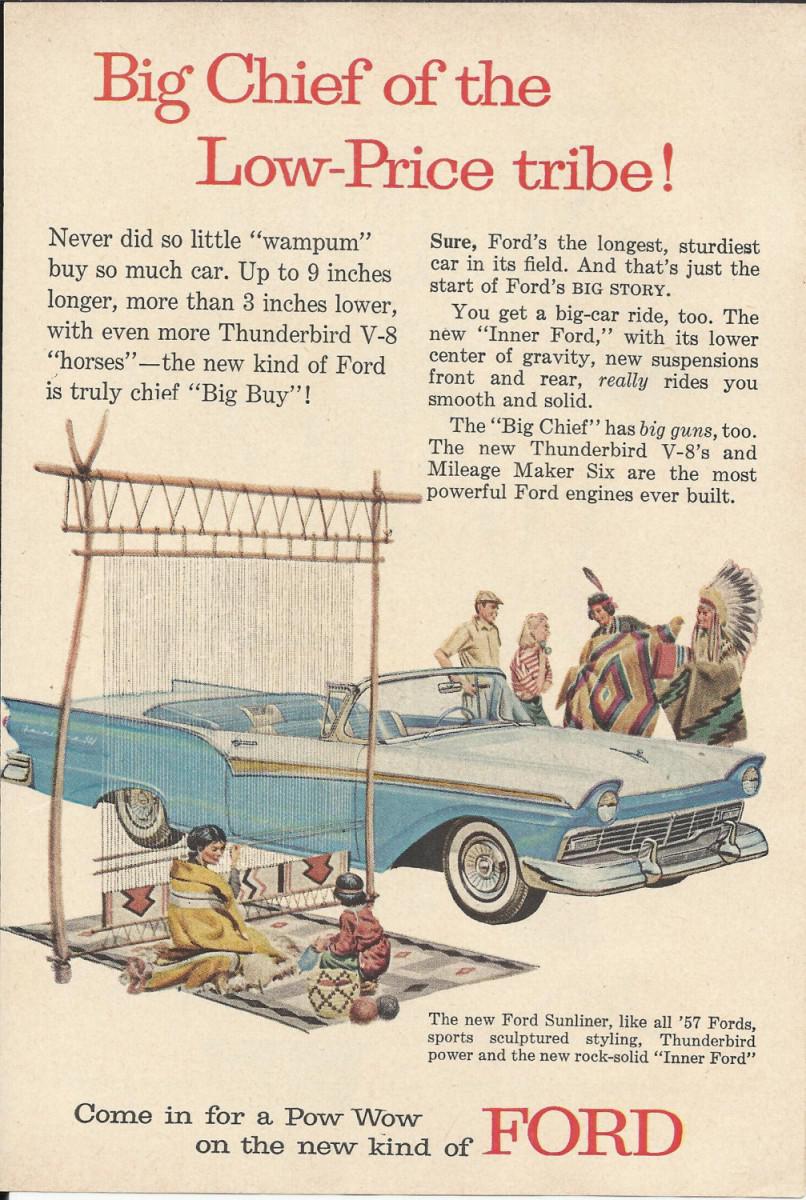 Big Chief of the
Low-Price tribe!
Never did so little “wampum”
buy so much car. Up to 9 inches
longer, more than 3 inches lower,
with even more Thunderbird V-8
“horses”—the new kind of Ford
is truly chief “Big Buy”!
Sure, Ford’s the longest, sturdiest
car in its field. And that’s just the
start of Ford’s BIG STORY.
You get a big-car ride, too. The
new “Inner Ford,” with its lower
center of gravity, new suspensions
front and rear, really rides you
smooth and solid.
The “Big Chief” has big guns, too.
The new Thunderbird V-8’s and
Mileage Maker Six are the most
powerful Ford engines ever built.
The new Ford Sunliner, like all ’57 Fords,
sports sculptured styling, Thunderbird
power and the new rock-solid “Inner Ford”
Come in for a Pow Wow
on the new kind of FORD